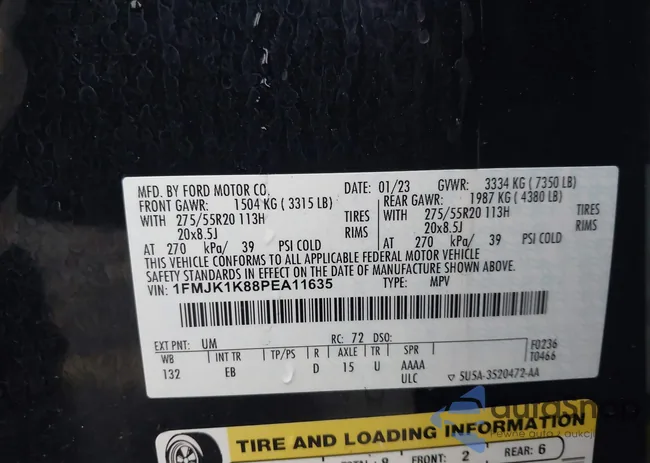 MFD. BY FORD MOTOR CO. DATE: 01/23 GVWR: 3334 KG ( 7350 LB)
FRONT GAWR: 1504 KG ( 3315 LB) REAR GAWR: 1987 KG ( 4380 LB)
WITH 275/55R20 113H TIRES WITH 275/55R20 113H TIRES
20x8.5J RIMS 20x8.5J RIMS
AT 270 kPa/ 39 PSI COLD AT 270 kPa/ 39 PSI COLD
THIS VEHICLE CONFORMS TO ALL APPLICABLE FEDERAL MOTOR VEHICLE
SAFETY STANDARDS IN EFFECT ON THE DATE OF MANUFACTURE SHOWN ABOVE.
VIN: 1FMJK1K88PEA11635 TYPE: MPV
EXT PNT: UM RC: 72 DSO: F0236
WB INT TR TP/PS R AXLE TR SPR T0466
132 EB D 15 U AAAA
ULC ▽ SU5A-3520472-AA
autashop
Pewne auta z aukcji
TIRE AND LOADING INFORMATION
FRONT: 2 REAR: 6